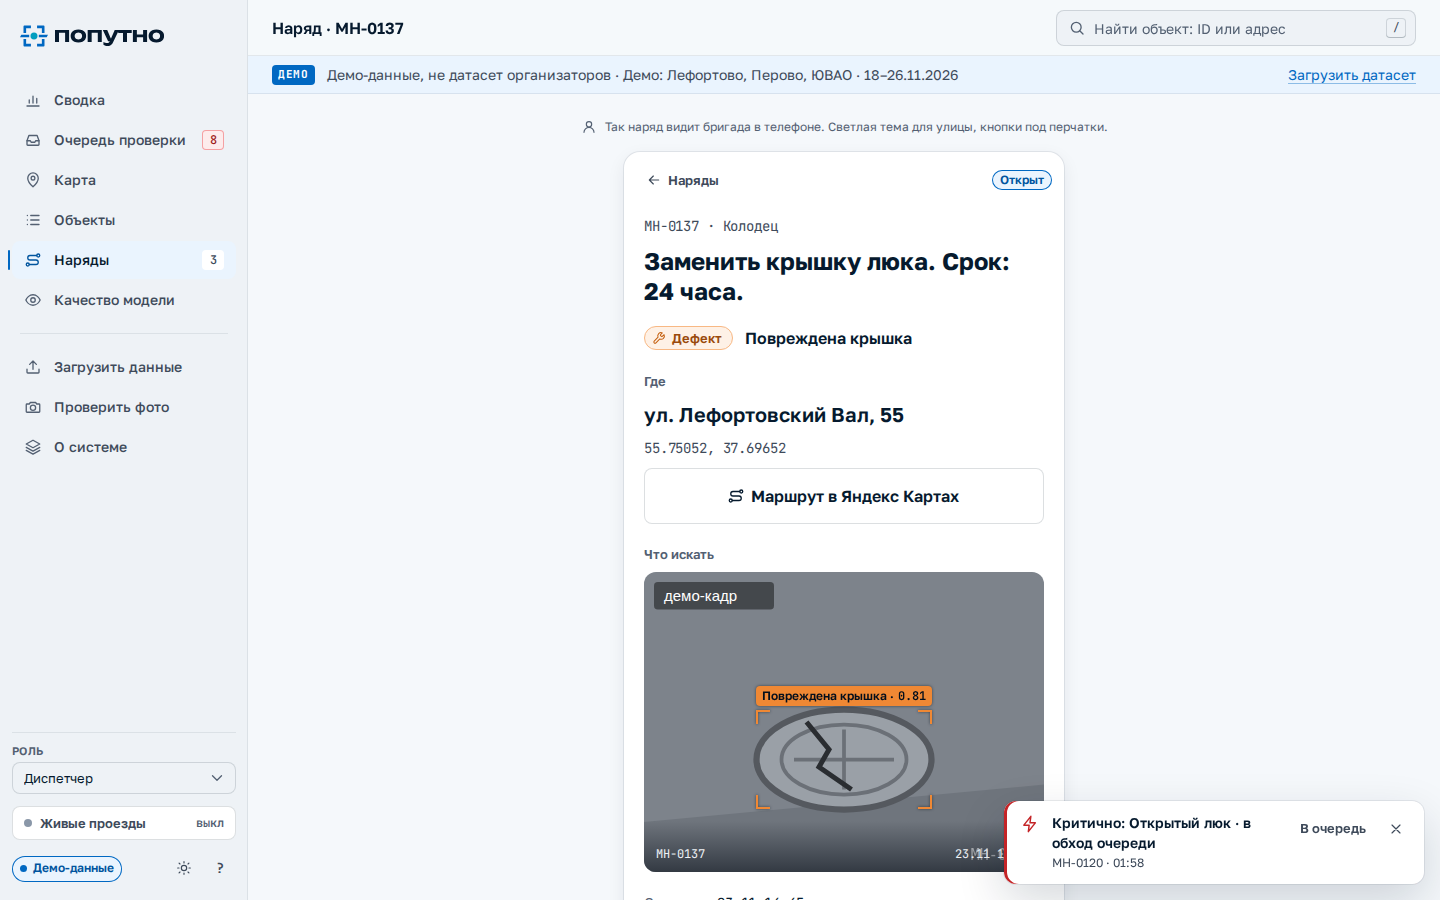 ПОПУТНО
Сводка
Очередь проверки 8
Карта
Объекты
Наряды 3
Качество модели
Загрузить данные
Проверить фото
О системе
РОЛЬ
Диспетчер
Живые проезды выкл
Демо-данные ?
Наряд · МН-0137
Найти объект: ID или адрес /
ДЕМО Демо-данные, не датасет организаторов · Демо: Лефортово, Перово, ЮВАО · 18–26.11.2026 Загрузить датасет
Так наряд видит бригада в телефоне. Светлая тема для улицы, кнопки под перчатки.
Наряды Открыт
МН-0137 · Колодец
Заменить крышку люка. Срок:
24 часа.
Дефект Повреждена крышка
Где
ул. Лефортовский Вал, 55
55.75052, 37.69652
Маршрут в Яндекс Картах
Что искать
демо-кадр
Повреждена крышка · 0.81
МН-0137
Критично: Открытый люк · в
обход очереди
МН-0120 · 01:58
В очередь